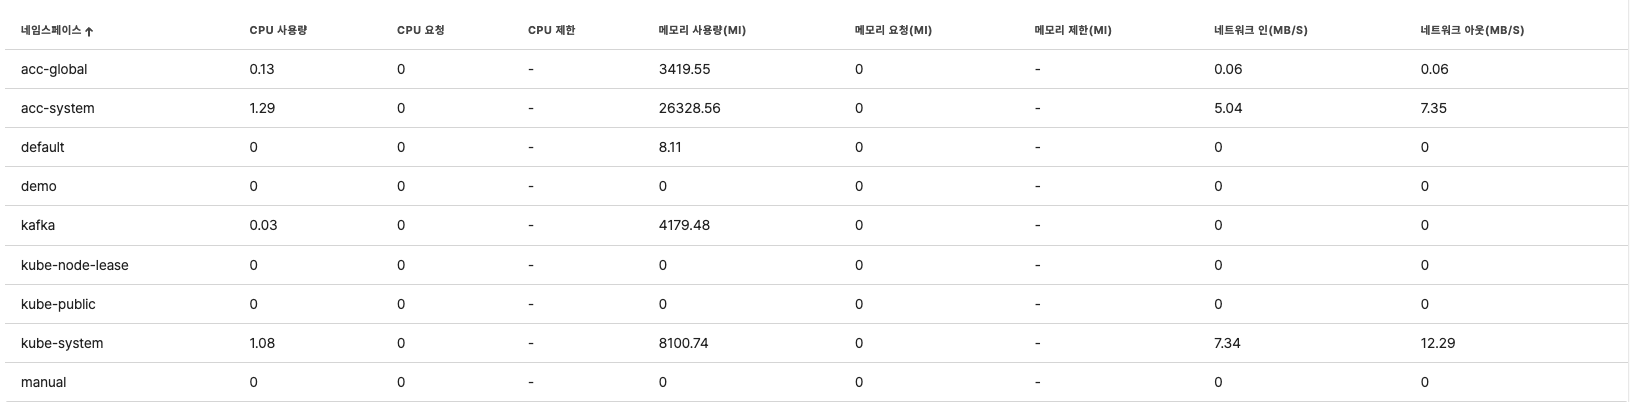 네임스페이스 ↑ CPU 사용량 CPU 요청 CPU 제한 메모리 사용량(MI) 메모리 요청(MI) 메모리 제한(MI) 네트워크 인(MB/S) 네트워크 아웃(MB/S)
acc-global 0.13 0 - 3419.55 0 - 0.06 0.06
acc-system 1.29 0 - 26328.56 0 - 5.04 7.35
default 0 0 - 8.11 0 - 0 0
demo 0 0 - 0 0 - 0 0
kafka 0.03 0 - 4179.48 0 - 0 0
kube-node-lease 0 0 - 0 0 - 0 0
kube-public 0 0 - 0 0 - 0 0
kube-system 1.08 0 - 8100.74 0 - 7.34 12.29
manual 0 0 - 0 0 - 0 0